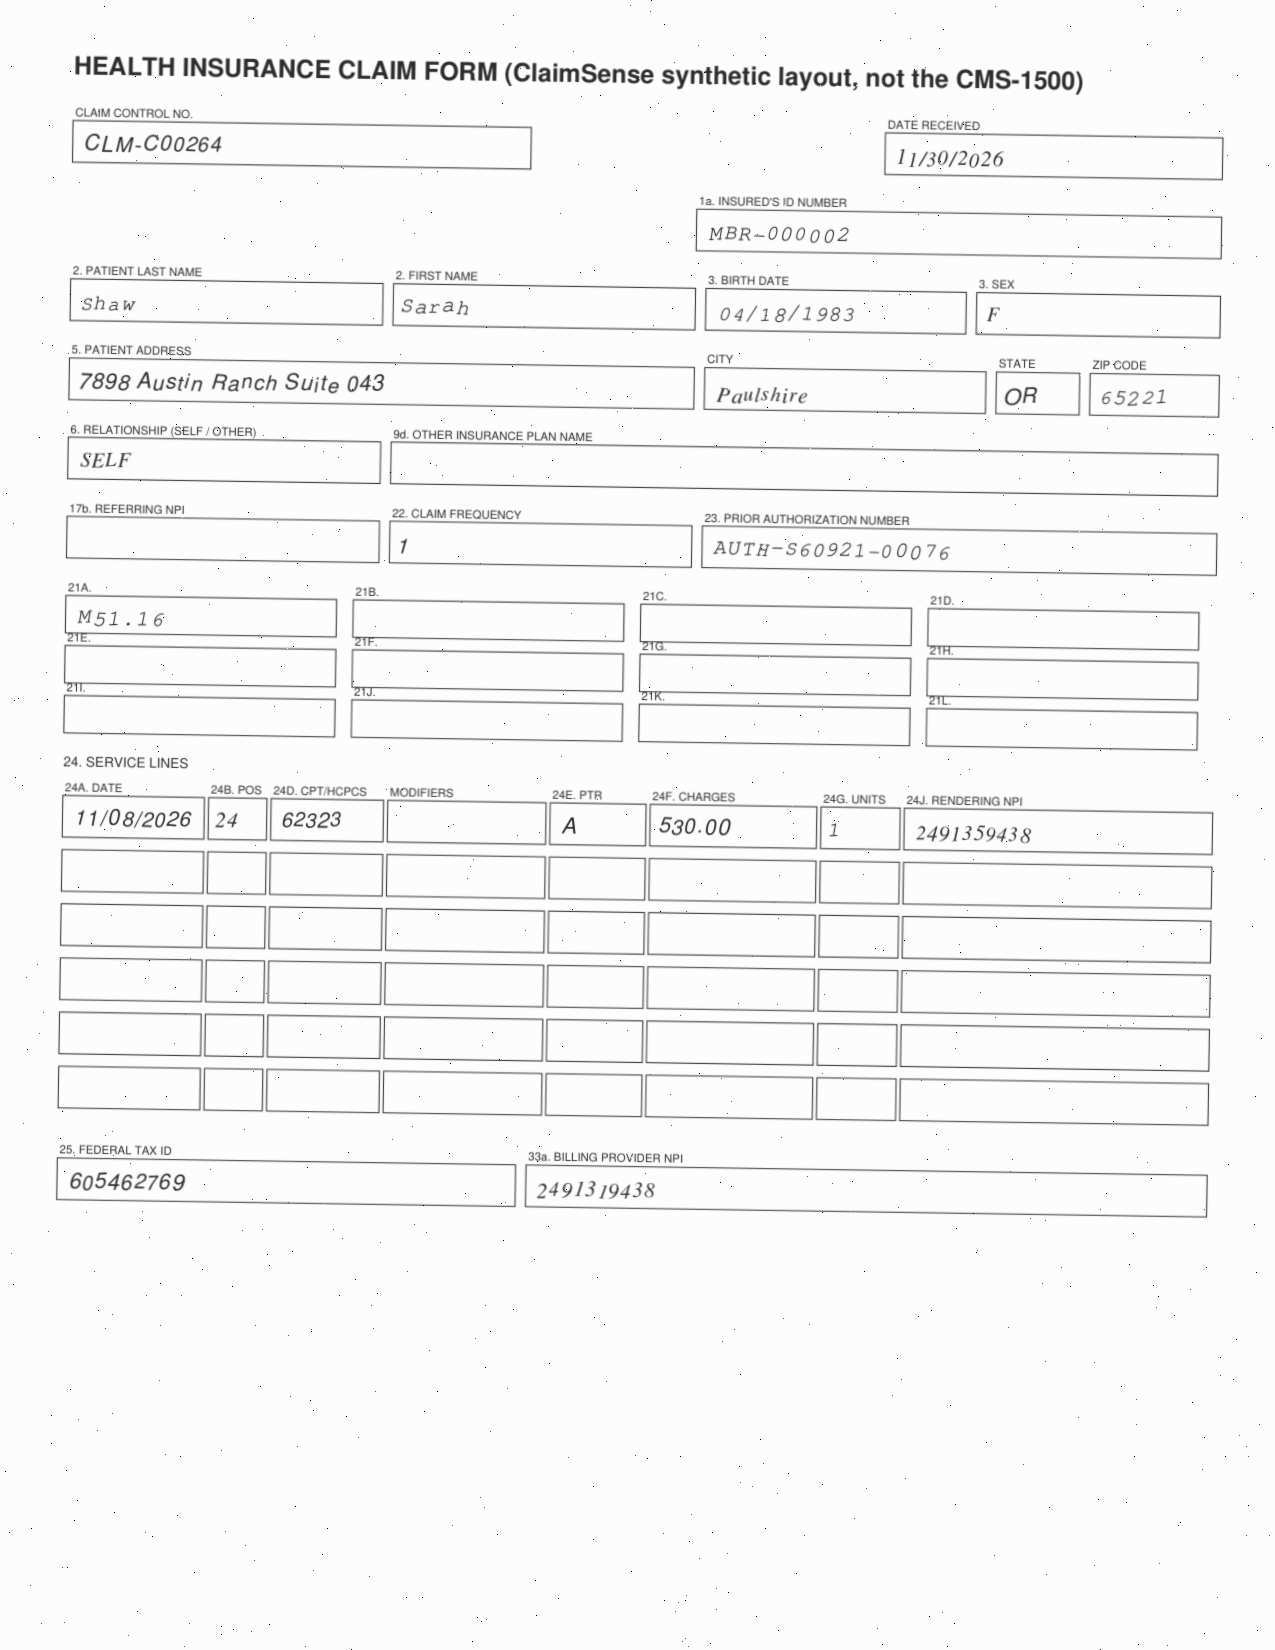 HEALTH INSURANCE CLAIM FORM (ClaimSense synthetic layout, not the CMS-1500)
CLAIM CONTROL NO.
CLM-C00264
DATE RECEIVED
11/30/2026
1a. INSURED'S ID NUMBER
MBR-000002
2. PATIENT LAST NAME 2. FIRST NAME 3. BIRTH DATE 3. SEX
Shaw Sarah 04/18/1983 F
5. PATIENT ADDRESS CITY STATE ZIP CODE
7898 Austin Ranch Suite 043 Paulshire OR 65221
6. RELATIONSHIP (SELF / OTHER) 9d. OTHER INSURANCE PLAN NAME
SELF
17b. REFERRING NPI 22. CLAIM FREQUENCY 23. PRIOR AUTHORIZATION NUMBER
1 AUTH-S60921-00076
21A. 21B. 21C. 21D.
M51.16
21E. 21F. 21G. 21H.
21I. 21J. 21K. 21L.
24. SERVICE LINES
24A. DATE 24B. POS 24D. CPT/HCPCS MODIFIERS 24E. PTR 24F. CHARGES 24G. UNITS 24J. RENDERING NPI
11/08/2026 24 62323 A 530.00 1 2491359438
25. FEDERAL TAX ID 33a. BILLING PROVIDER NPI
605462769 2491319438